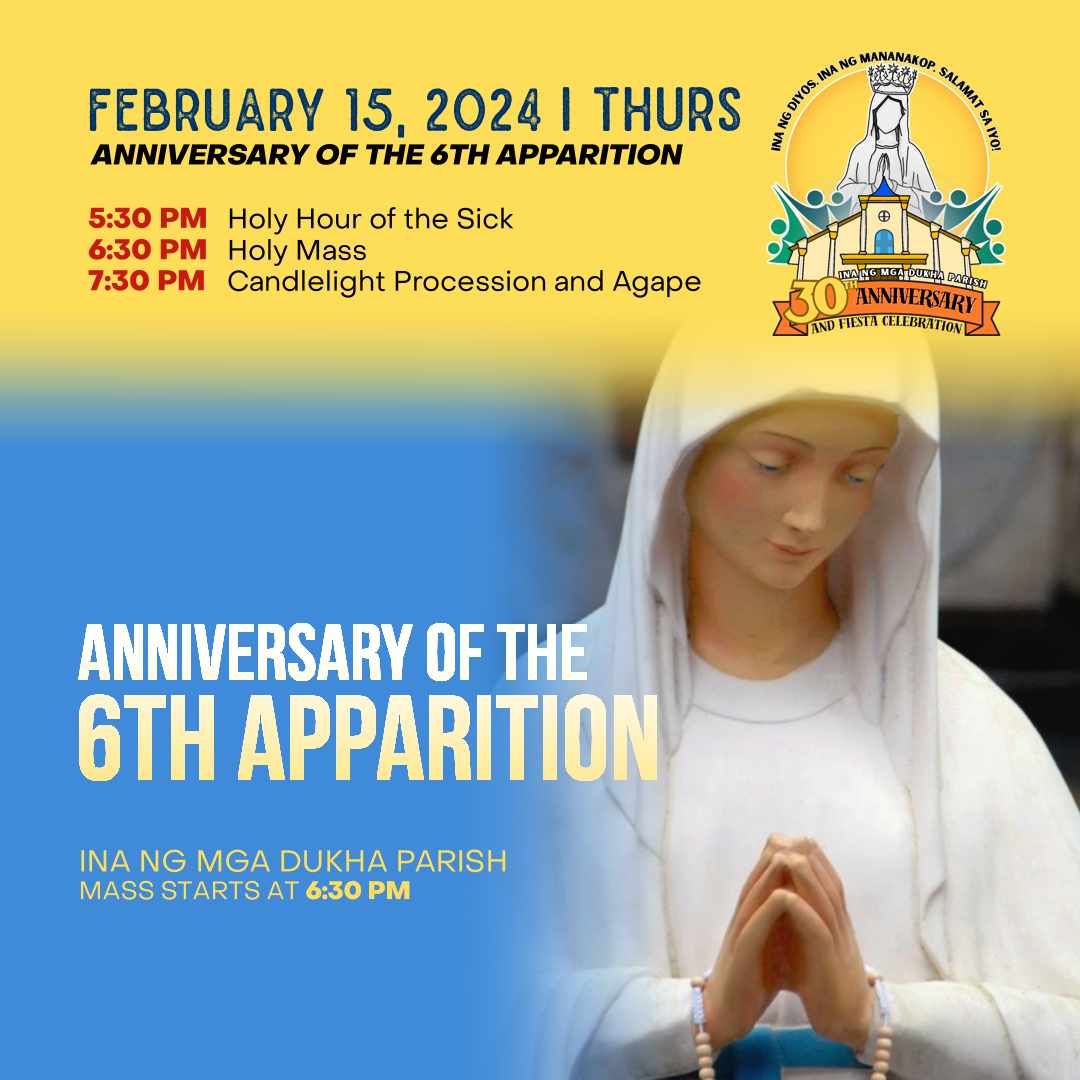 FEBRUARY 15, 2024 | THURS
ANNIVERSARY OF THE 6TH APPARITION
5:30 PM Holy Hour of the Sick
6:30 PM Holy Mass
7:30 PM Candlelight Procession and Agape
INA NG DIYOS. INA NG MANANAKOP. SALAMAT SA IYO!
INA NG MGA DUKHA PARISH
30TH ANNIVERSARY
AND FIESTA CELEBRATION
ANNIVERSARY OF THE
6TH APPARITION
INA NG MGA DUKHA PARISH
MASS STARTS AT 6:30 PM